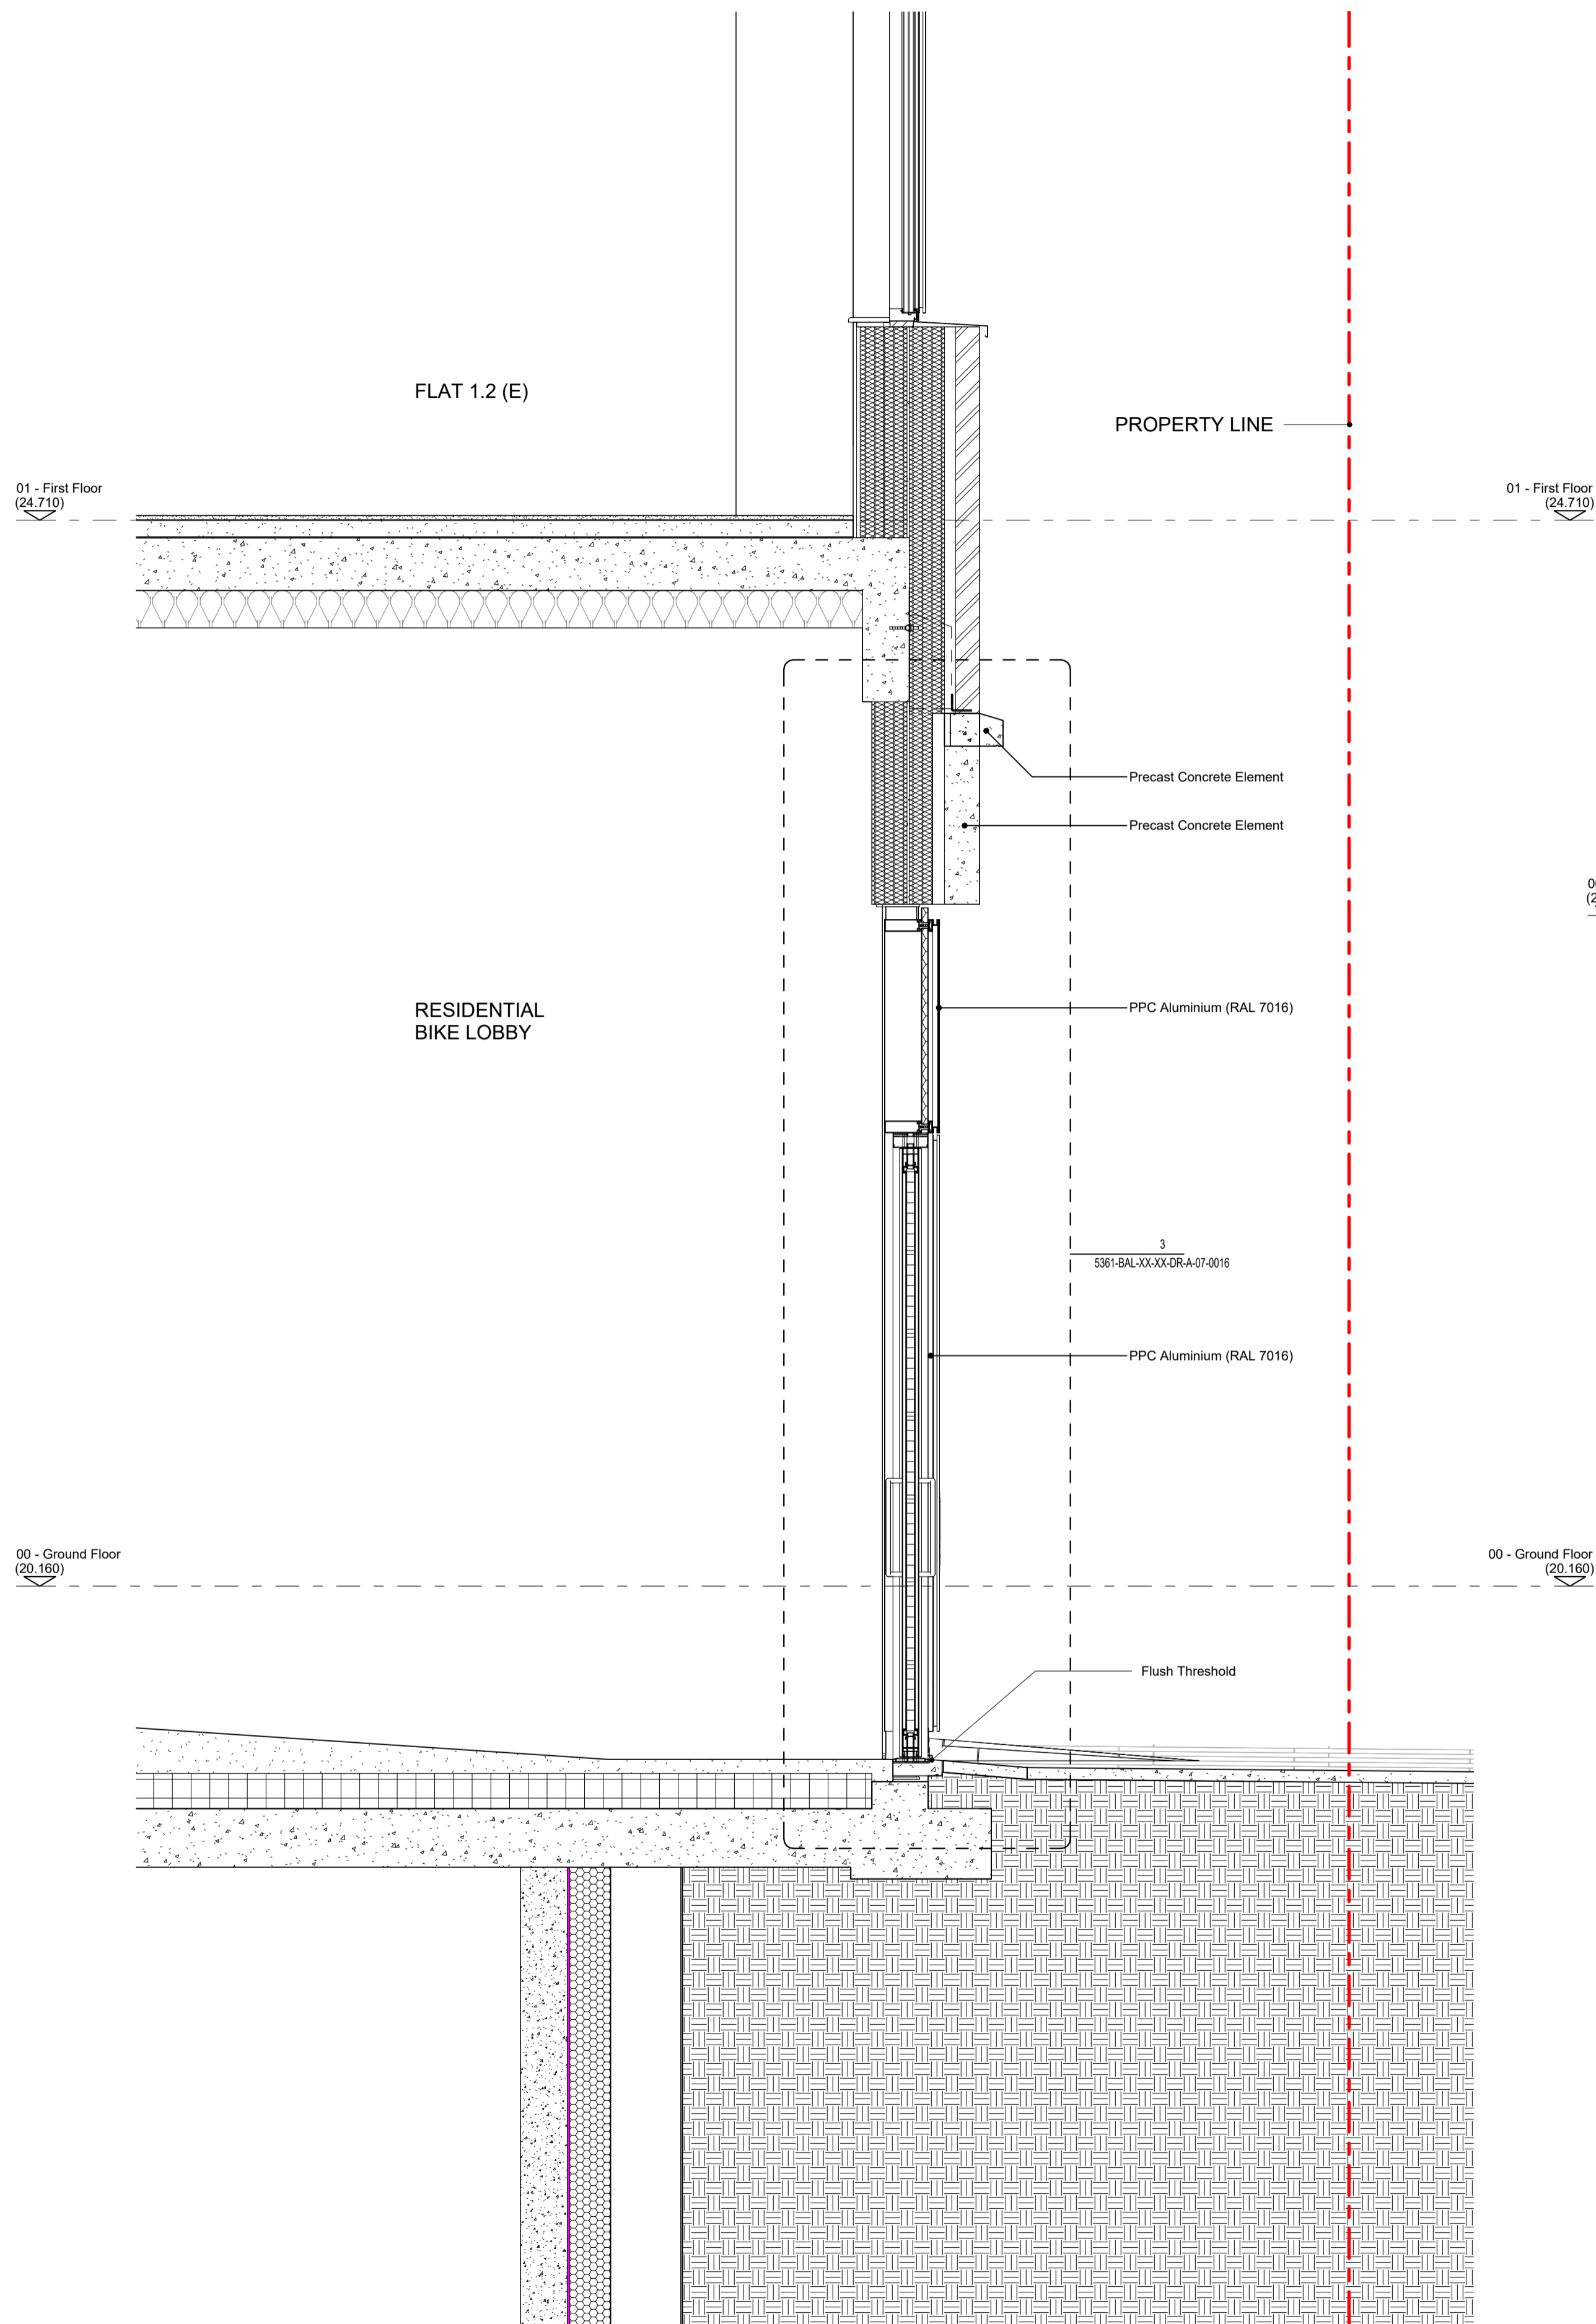 FLAT 1.2 (E)
PROPERTY LINE
01 - First Floor
(24.710)
01 - First Floor
(24.710)
Precast Concrete Element
Precast Concrete Element
RESIDENTIAL
BIKE LOBBY
PPC Aluminium (RAL 7016)
3
5361-BAL-XX-XX-DR-A-07-0016
PPC Aluminium (RAL 7016)
00 - Ground Floor
(20.160)
00 - Ground Floor
(20.160)
Flush Threshold